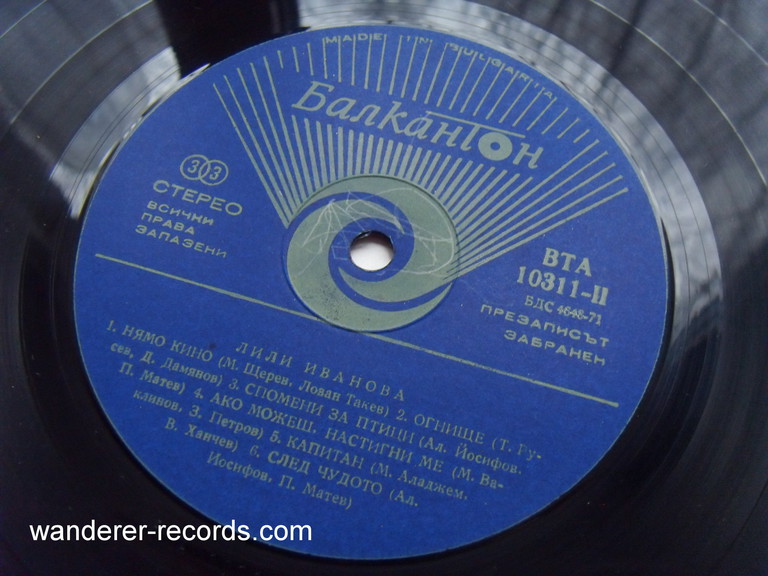 MADE IN BULGARIA
Балкантон
33
СТЕРЕО
ВСИЧКИ
ПРАВА
ЗАПАЗЕНИ
ВТА
10311-II
БДС 4648-71
ПРЕЗАПИСЪТ
ЗАБРАНЕН
ЛИЛИ ИВАНОВА
1. НЯМО КИНО (М. Щерев, Лозан Такев) 2. ОГНИЩЕ (Т. Ру-
сев, Д. Дамянов) 3. СПОМЕНИ ЗА ПТИЦИ (Ал. Йосифов,
П. Матев) 4. АКО МОЖЕШ, НАСТИГНИ МЕ (М. Ва-
клинов, З. Петров) 5. КАПИТАН (М. Аладжем,
В. Ханчев) 6. СЛЕД ЧУДОТО (Ал.
Йосифов, П. Матев)
wanderer-records.com